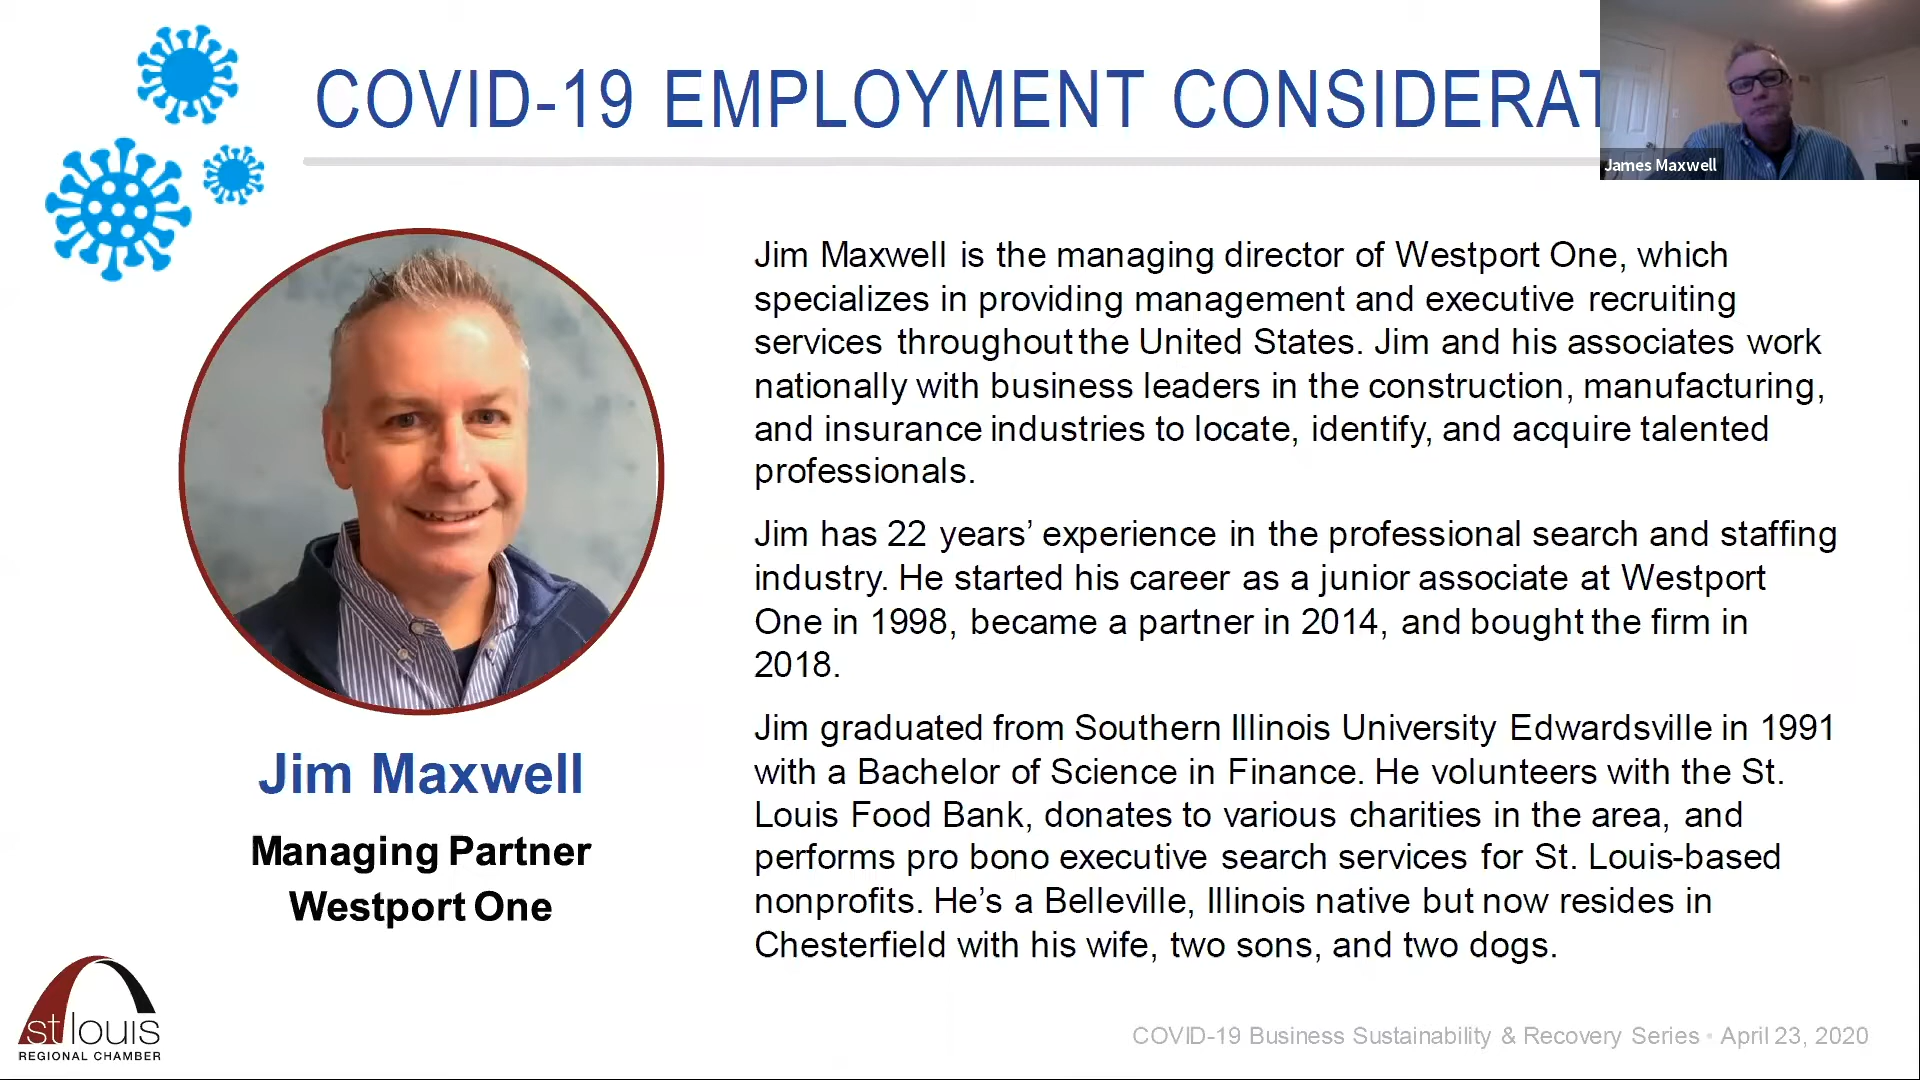 COVID-19 EMPLOYMENT CONSIDERAT
James Maxwell
Jim Maxwell is the managing director of Westport One, which
specializes in providing management and executive recruiting
services throughout the United States. Jim and his associates work
nationally with business leaders in the construction, manufacturing,
and insurance industries to locate, identify, and acquire talented
professionals.
Jim has 22 years’ experience in the professional search and staffing
industry. He started his career as a junior associate at Westport
One in 1998, became a partner in 2014, and bought the firm in
2018.
Jim graduated from Southern Illinois University Edwardsville in 1991
with a Bachelor of Science in Finance. He volunteers with the St.
Louis Food Bank, donates to various charities in the area, and
performs pro bono executive search services for St. Louis-based
nonprofits. He’s a Belleville, Illinois native but now resides in
Chesterfield with his wife, two sons, and two dogs.
Jim Maxwell
Managing Partner
Westport One
st louis
REGIONAL CHAMBER
COVID-19 Business Sustainability & Recovery Series • April 23, 2020